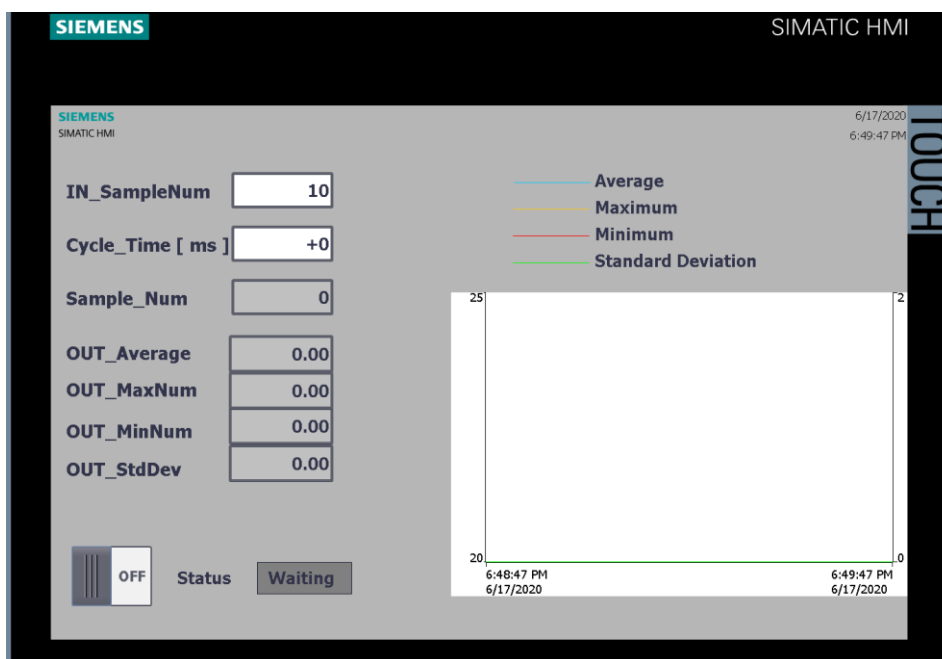 SIEMENS
SIMATIC HMI
TOUCH
SIEMENS
SIMATIC HMI
6/17/2020
6:49:47 PM
IN_SampleNum 10
Cycle_Time [ ms ] +0
Sample_Num 0
OUT_Average 0.00
OUT_MaxNum 0.00
OUT_MinNum 0.00
OUT_StdDev 0.00
OFF Status Waiting
Average
Maximum
Minimum
Standard Deviation
25 2
20 0
6:48:47 PM 6:49:47 PM
6/17/2020 6/17/2020